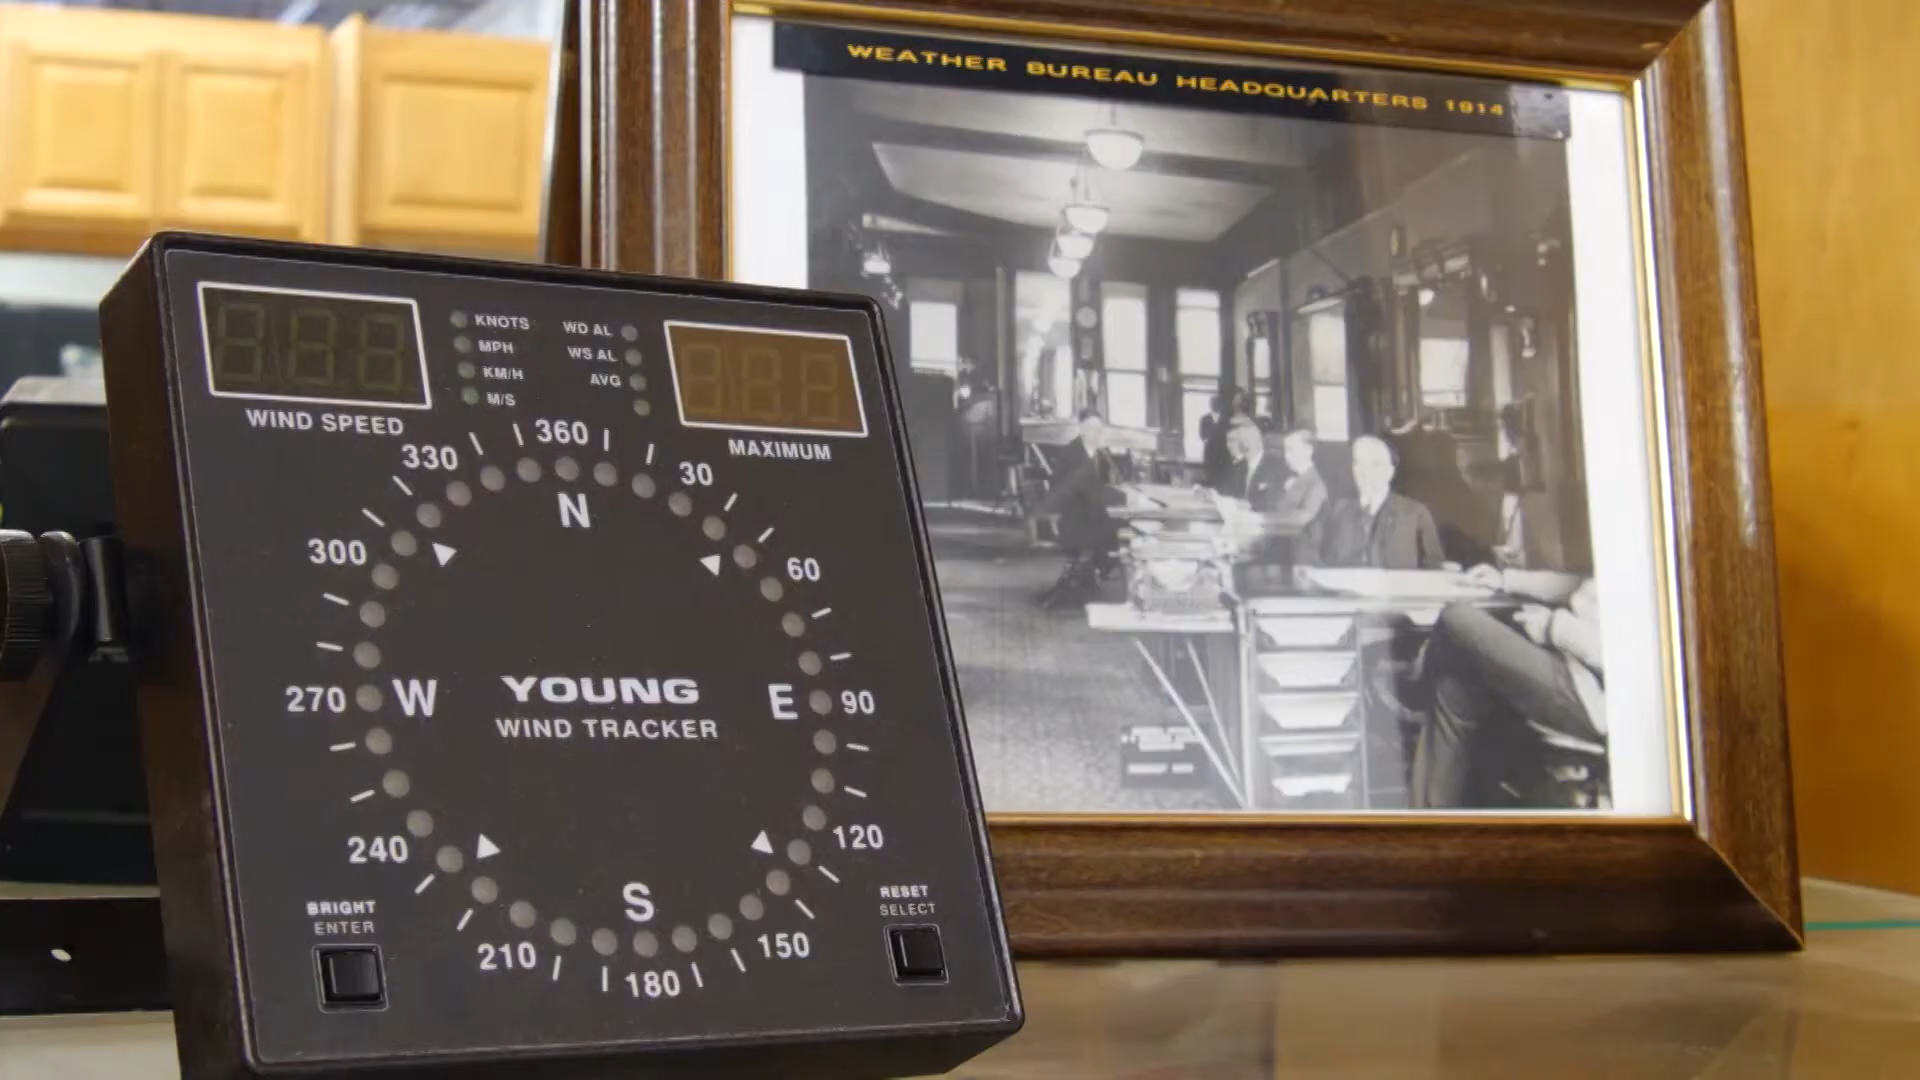 WEATHER BUREAU HEADQUARTERS 1914
KNOTS
MPH
KM/H
M/S
WD AL
WS AL
AVG
WIND SPEED
MAXIMUM
360
30
60
90
120
150
180
210
240
270
300
330
N
E
S
W
YOUNG
WIND TRACKER
BRIGHT
ENTER
RESET
SELECT